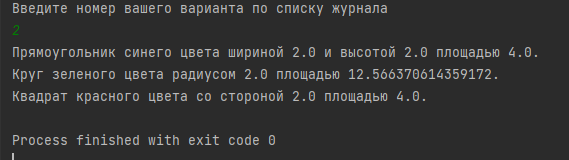 Введите номер вашего варианта по списку журнала
2
Прямоугольник синего цвета шириной 2.0 и высотой 2.0 площадью 4.0.
Круг зеленого цвета радиусом 2.0 площадью 12.566370614359172.
Квадрат красного цвета со стороной 2.0 площадью 4.0.
Process finished with exit code 0